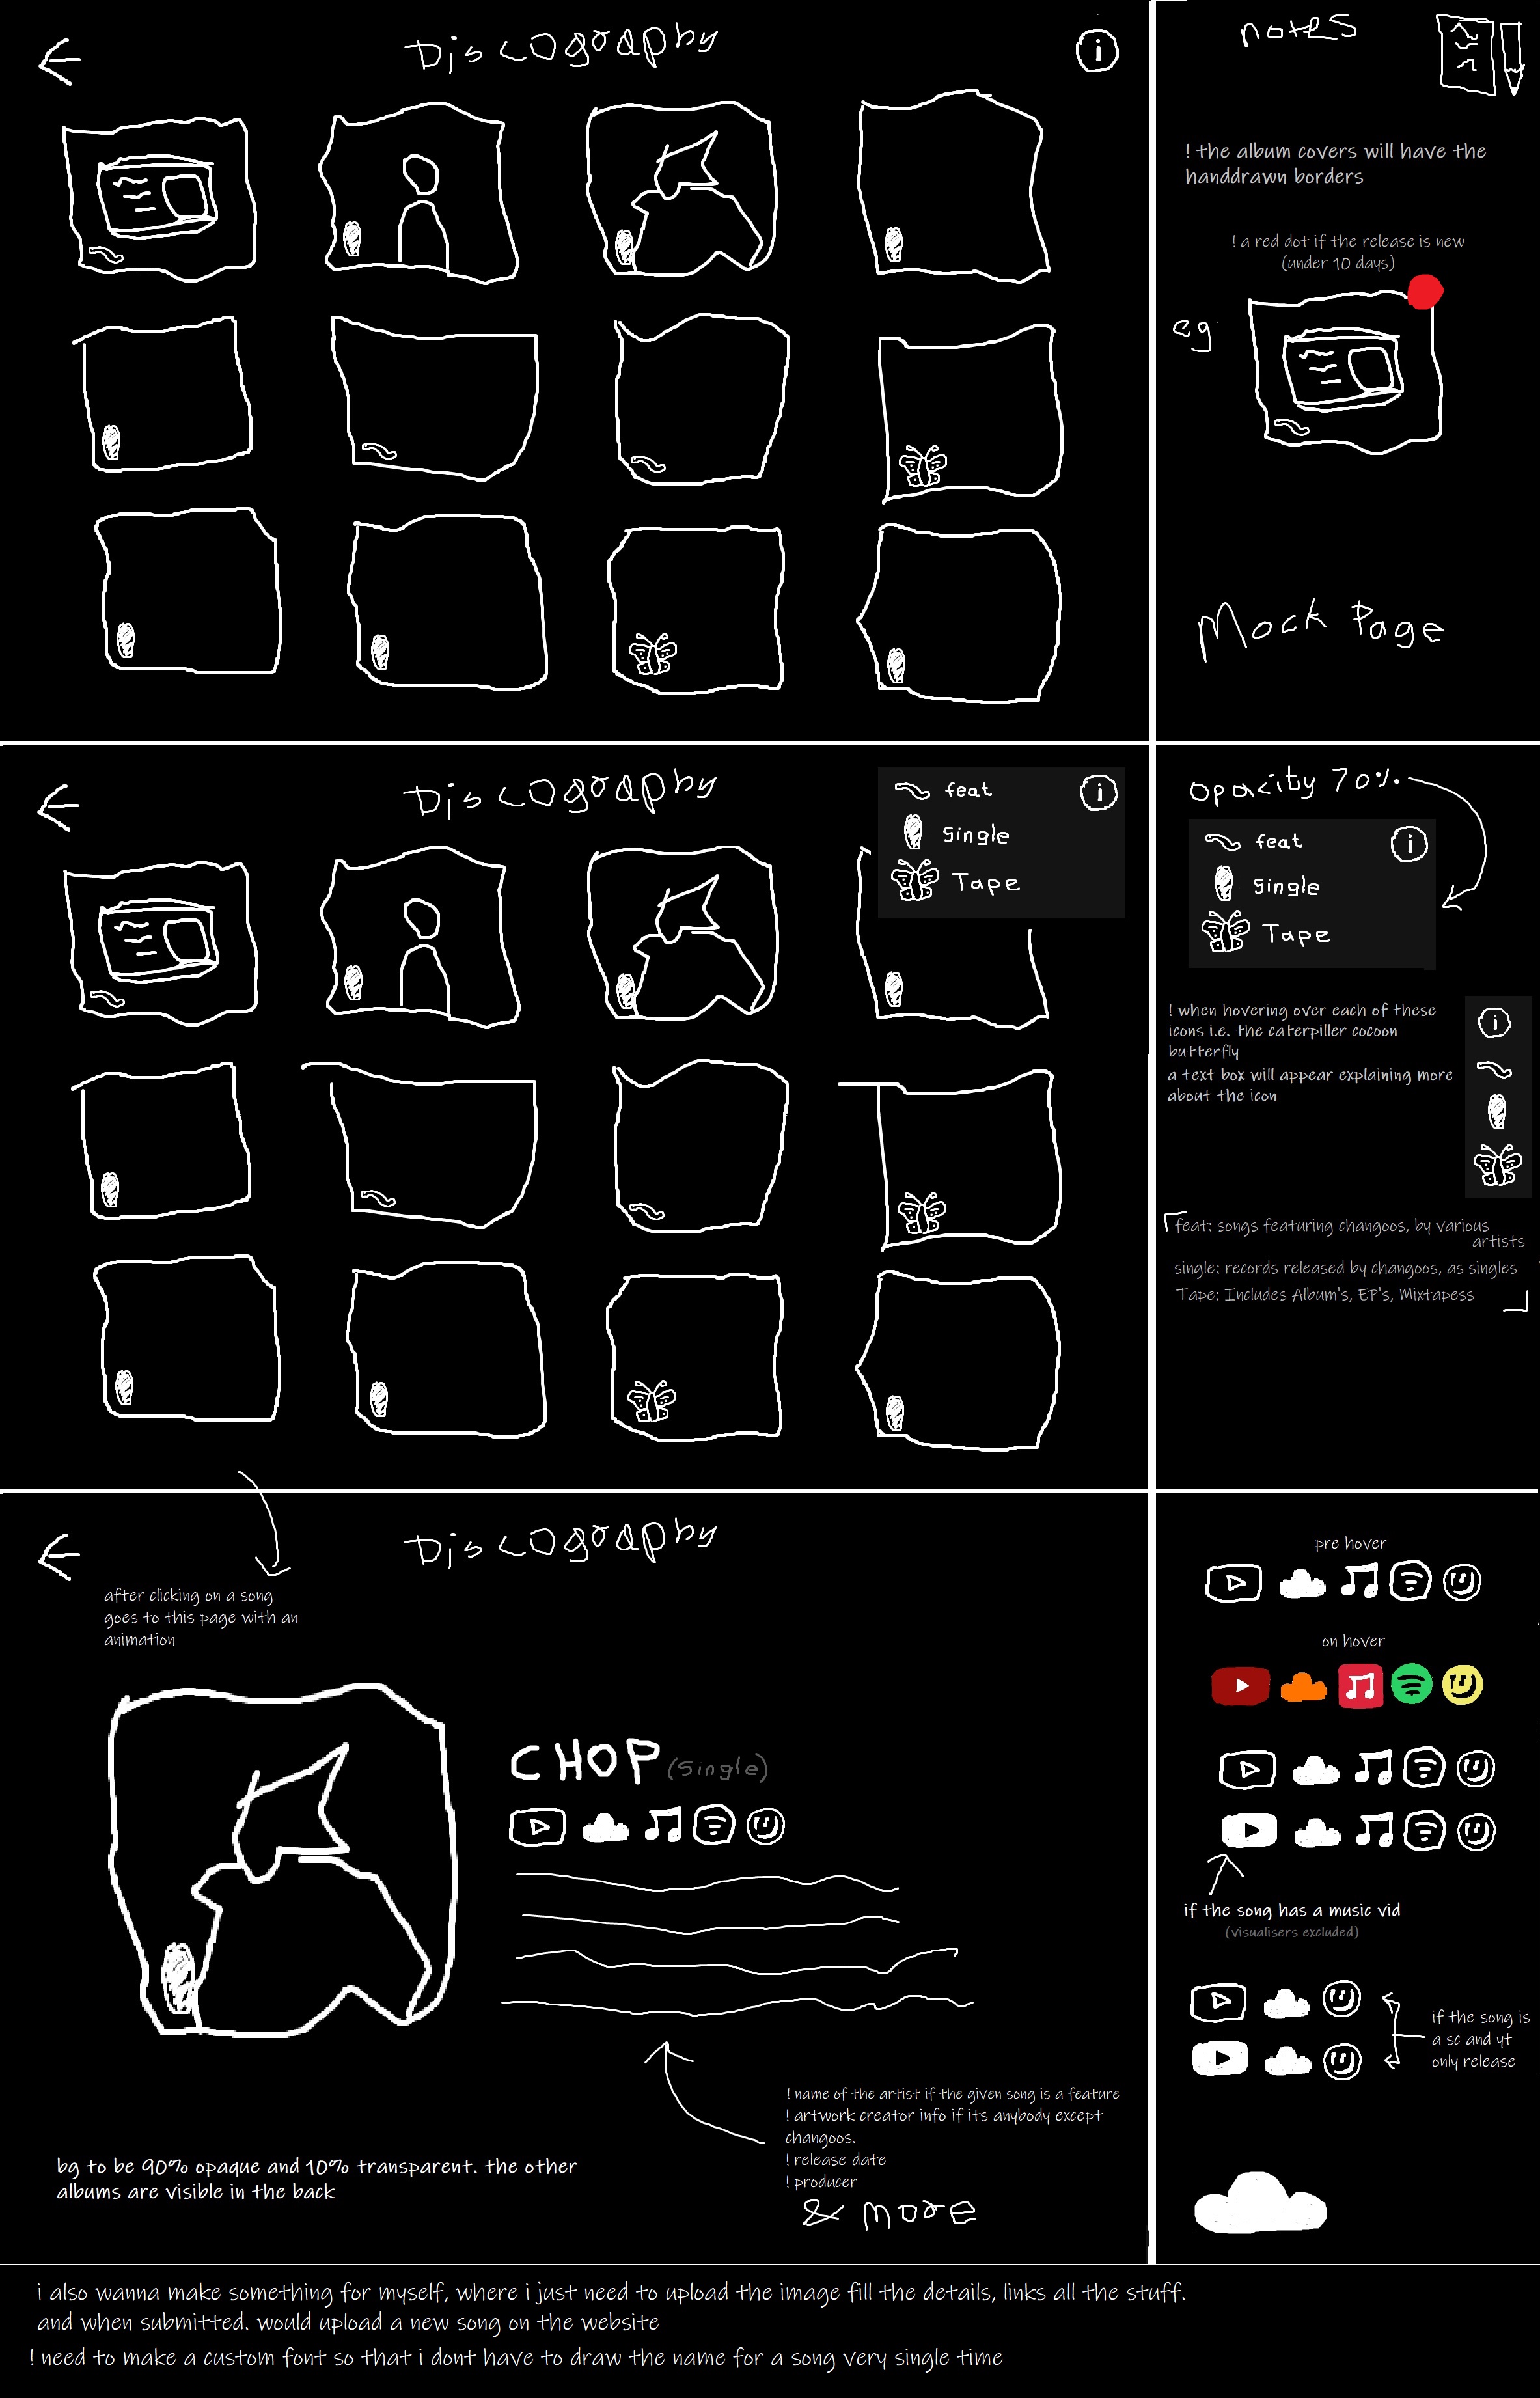 Discography
i
notes
! the album covers will have the
handdrawn borders
! a red dot if the release is new
(under 10 days)
eg
Mock Page
Discography
feat
i
single
Tape
Opacity 70%
feat
i
single
Tape
! when hovering over each of these
icons i.e. the caterpiller cocoon
butterfly
a text box will appear explaining more
about the icon
i
feat: songs featuring changoos, by various
artists
single: records released by changoos, as singles
Tape: Includes Album's, EP's, Mixtapess
Discography
after clicking on a song
goes to this page with an
animation
CHOP (single)
! name of the artist if the given song is a feature
! artwork creator info if its anybody except
changoos.
! release date
! producer
& more
bg to be 90% opaque and 10% transparent. the other
albums are visible in the back
pre hover
on hover
if the song has a music vid
(visualisers excluded)
if the song is
a sc and yt
only release
i also wanna make something for myself, where i just need to upload the image fill the details, links all the stuff.
and when submitted. would upload a new song on the website
! need to make a custom font so that i dont have to draw the name for a song very single time